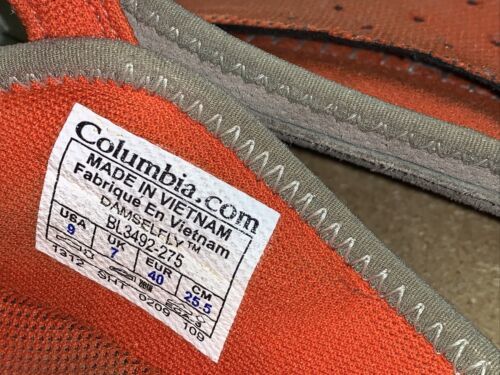 Columbia.com
MADE IN VIETNAM
Fabrique En Vietnam
DAMSELFLY™
BL3492-275
USA UK EUR CM
9 7 40 25.5
1312 SHT 0209 109